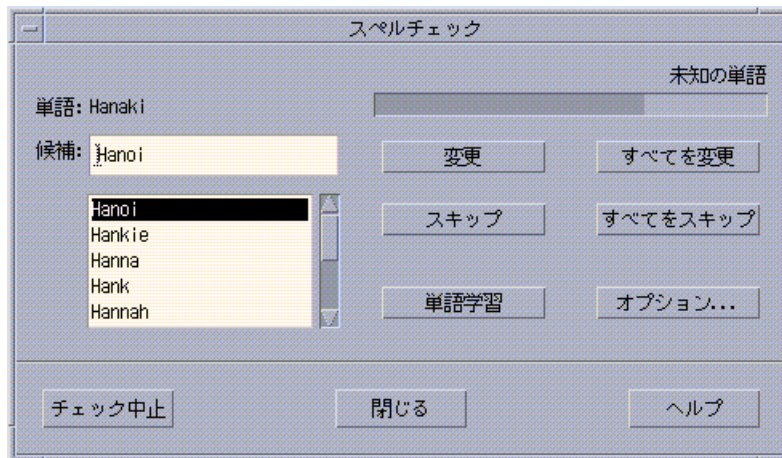 スペルチェック
未知の単語
単語: Hanaki
候補: Hanoi
変更
すべてを変更
Hanoi
Hankie
Hanna
Hank
Hannah
スキップ
すべてをスキップ
単語学習
オプション...
チェック中止
閉じる
ヘルプ